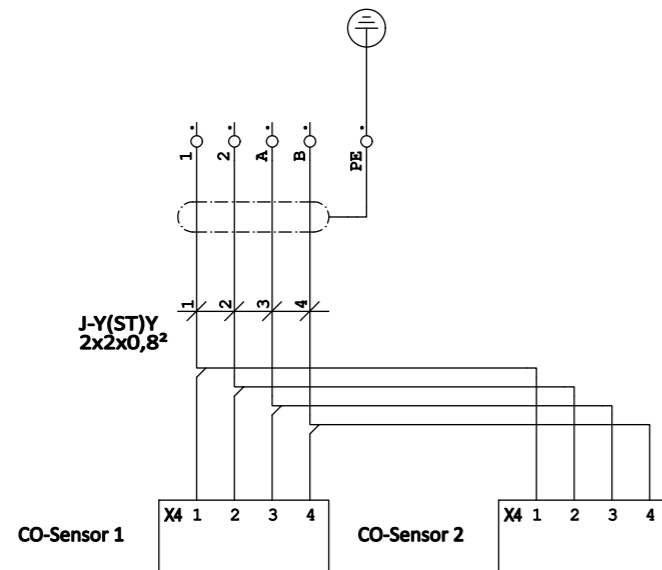 1 2 A B PE
1 2 3 4
J-Y(ST)Y
2x2x0,8²
X4 1 2 3 4
X4 1 2 3 4
CO-Sensor 1
CO-Sensor 2